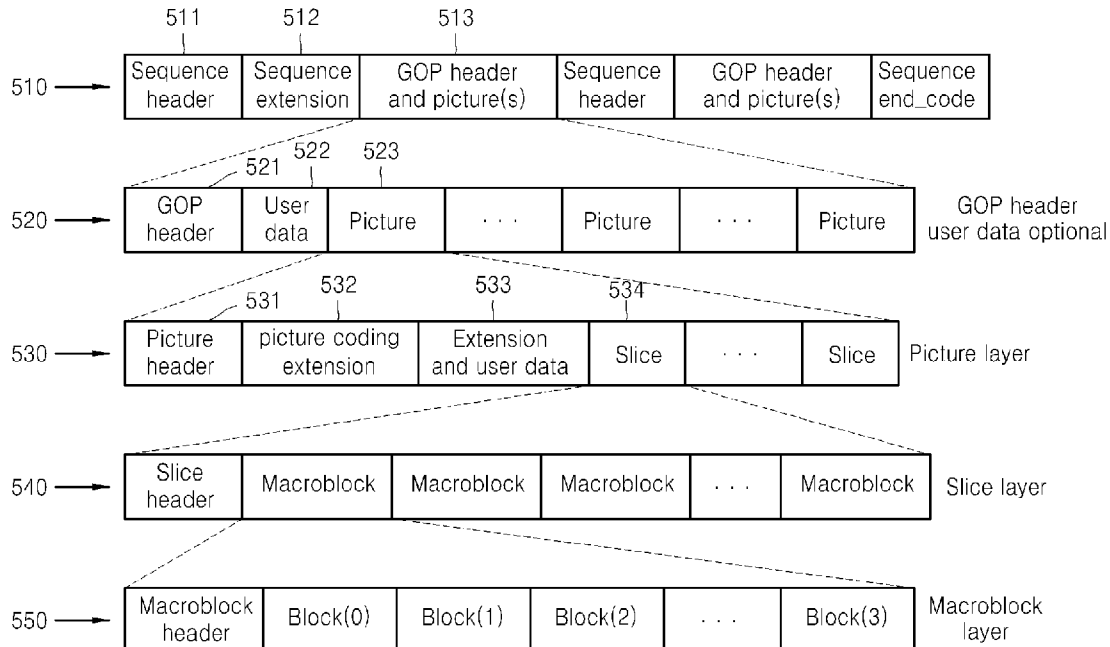 511 512 513
510 Sequence header Sequence extension GOP header and picture(s) Sequence header GOP header and picture(s) Sequence end_code
521 522 523
520 GOP header User data Picture . . . Picture . . . Picture GOP header user data optional
531 532 533 534
530 Picture header picture coding extension Extension and user data Slice . . . Slice Picture layer
540 Slice header Macroblock Macroblock Macroblock . . . Macroblock Slice layer
550 Macroblock header Block(0) Block(1) Block(2) . . . Block(3) Macroblock layer